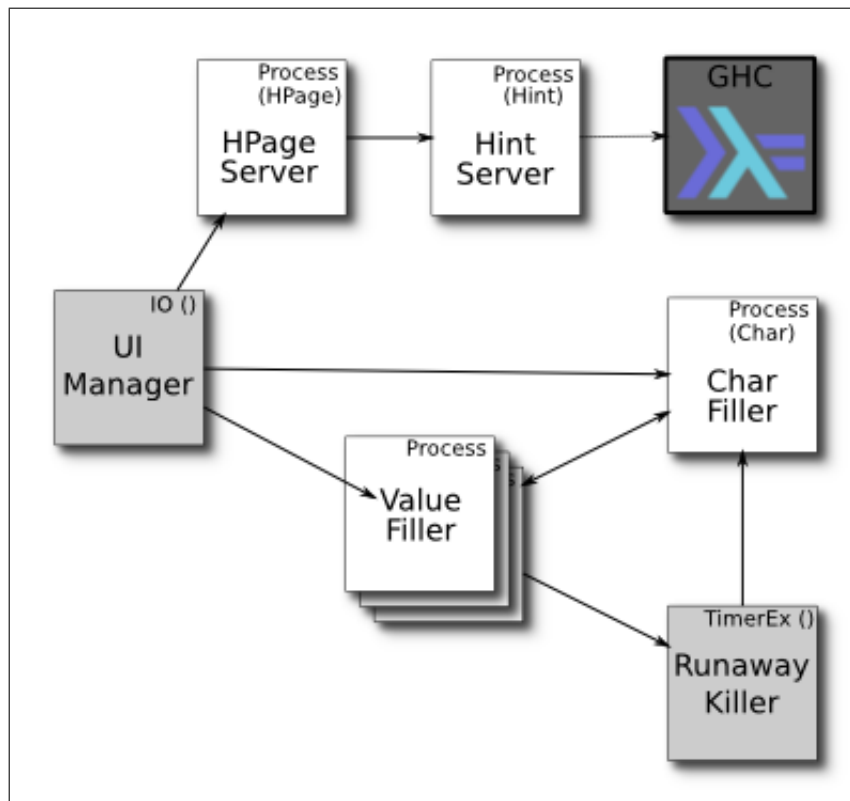 Process
(HPage)
HPage
Server
Process
(Hint)
Hint
Server
GHC
IO ()
UI
Manager
Process
(Char)
Char
Filler
Process
Value
Filler
s
s
TimerEx ()
Runaway
Killer